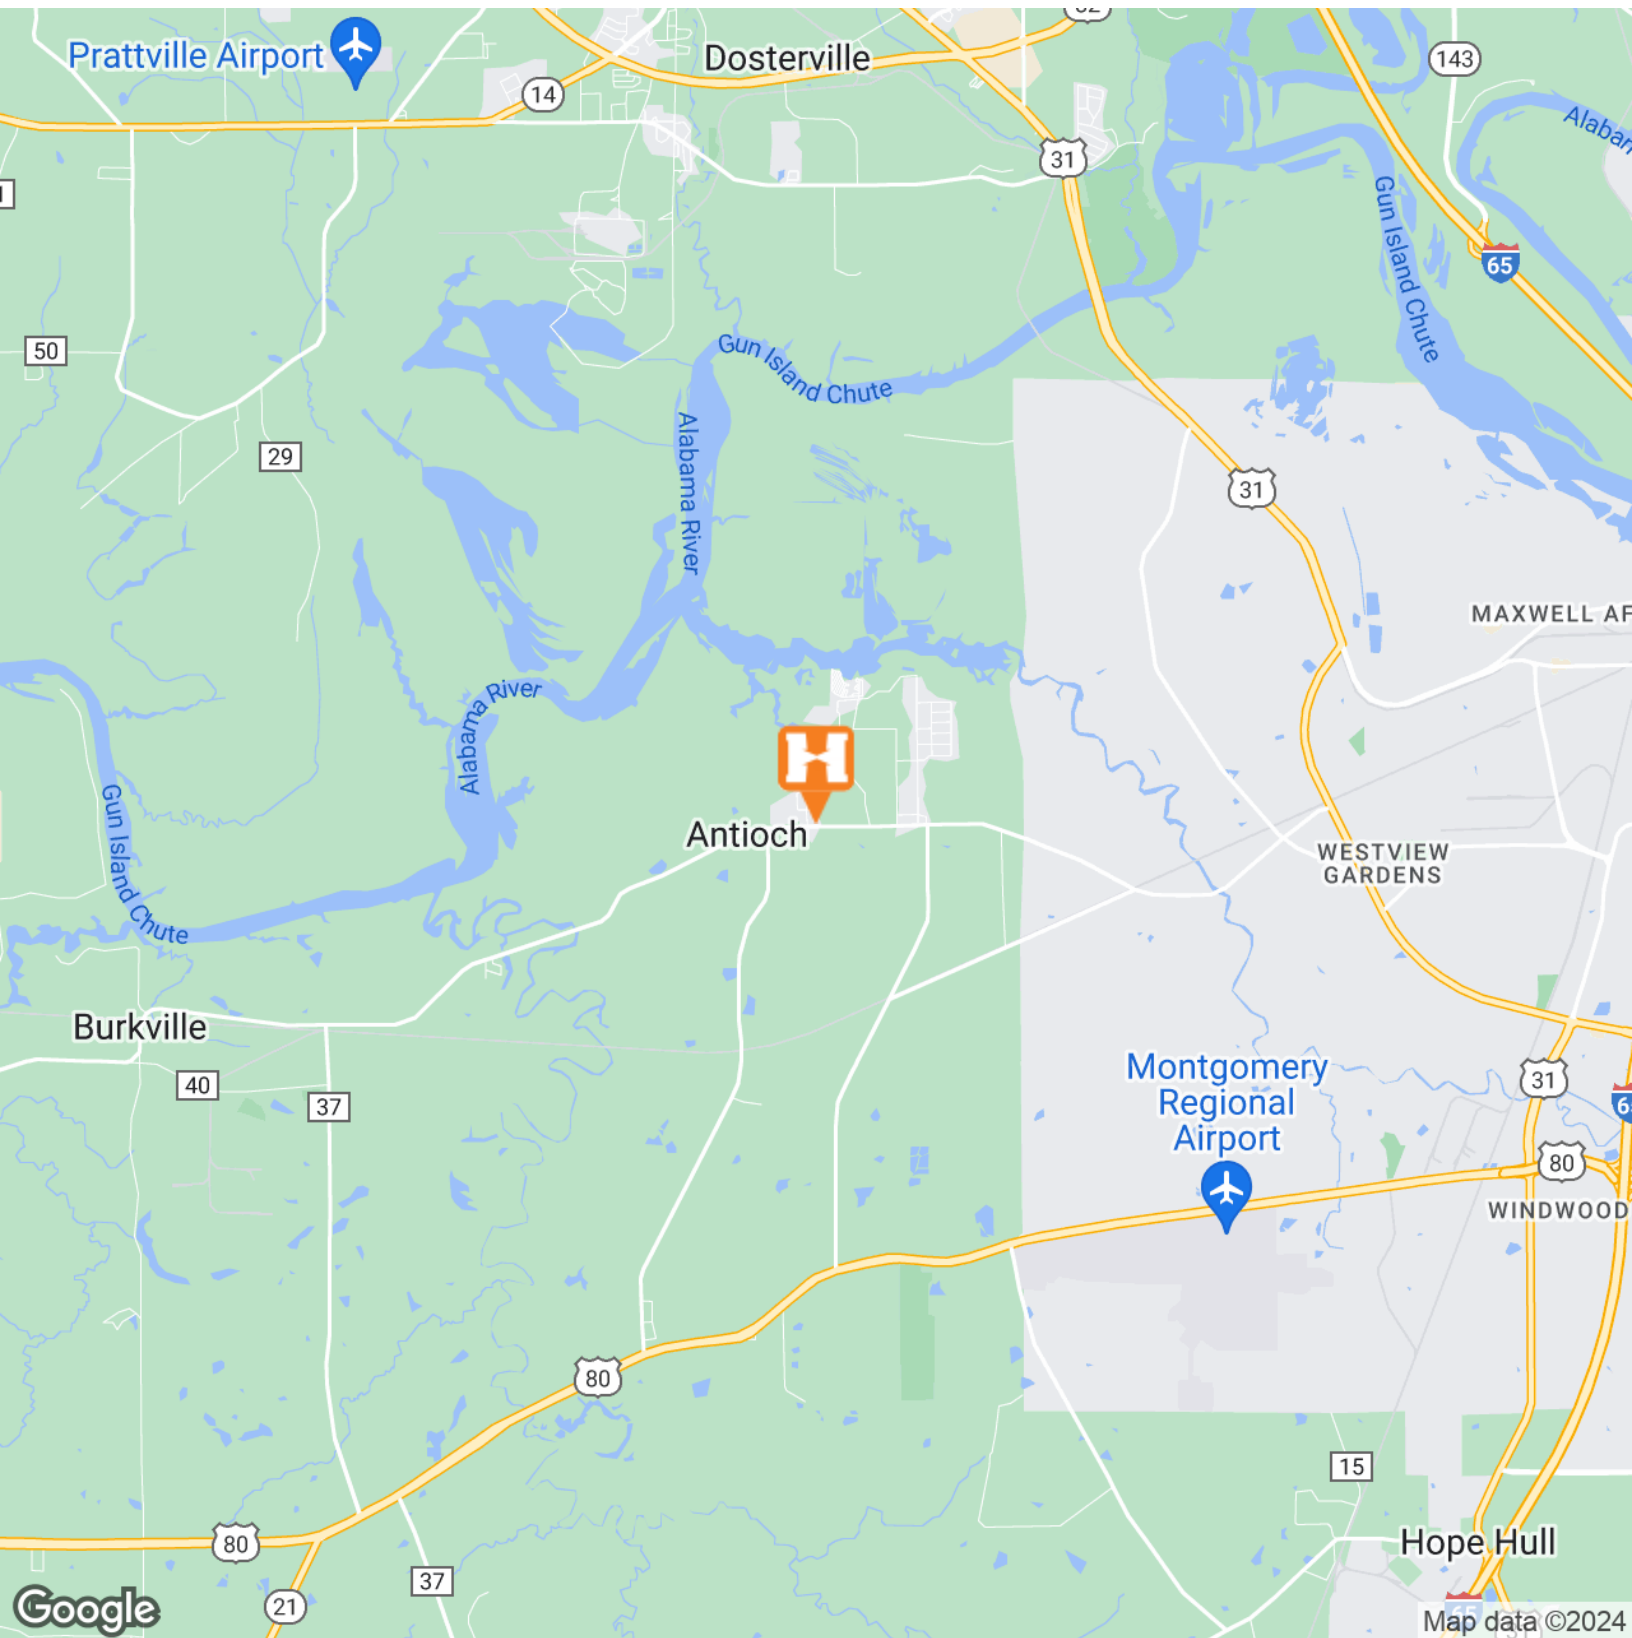 Prattville Airport
Dosterville
14
31
143
Alabam
Gun Island Chute
65
50
Gun Island Chute
29
Alabama River
31
MAXWELL AF
Alabama River
H
Antioch
Gun Island Chute
WESTVIEW
GARDENS
Burkville
40
37
Montgomery
Regional
Airport
31
80
WINDWOOD
80
15
80
37
21
Hope Hull
65
Google
Map data ©2024